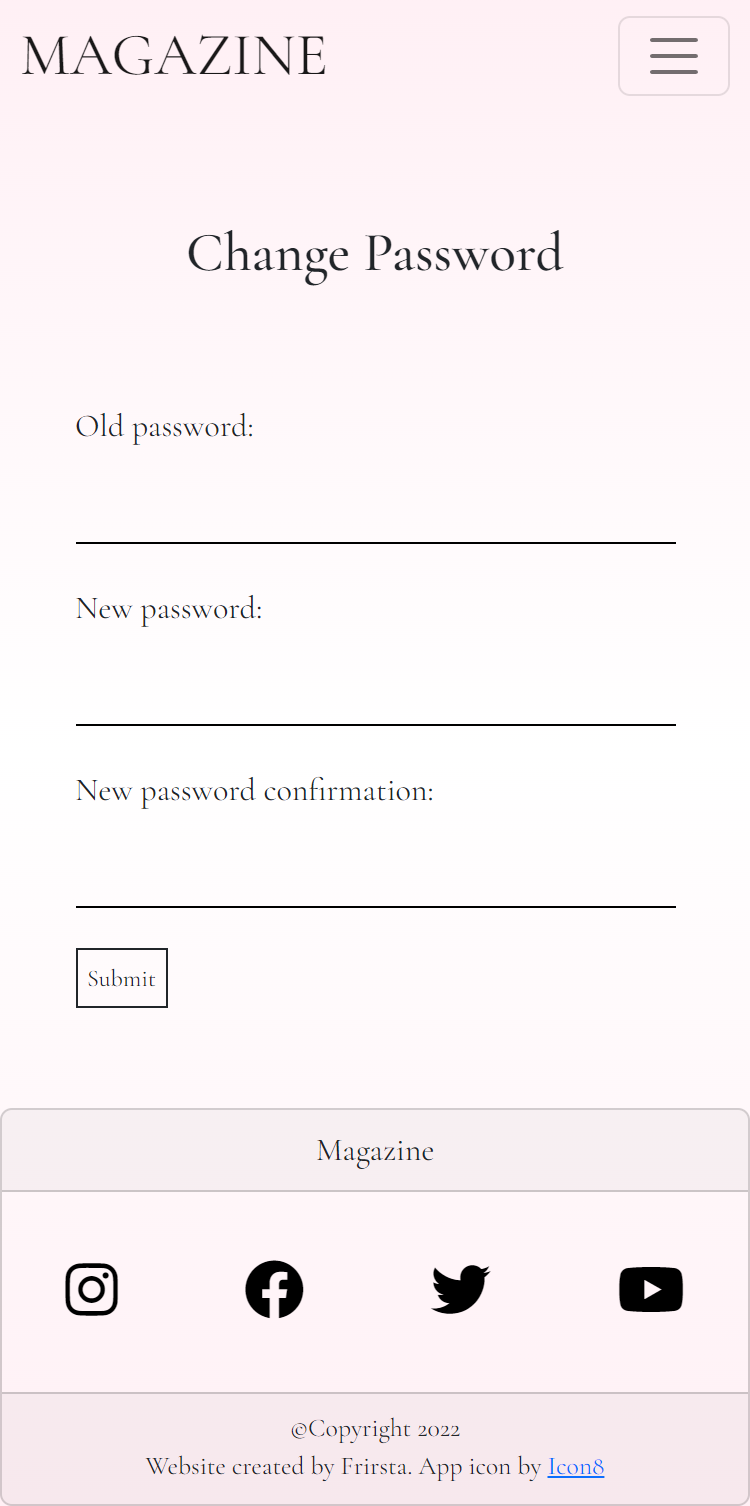 MAGAZINE
Change Password
Old password:
New password:
New password confirmation:
Submit
Magazine
©Copyright 2022
Website created by Frirsta. App icon by Icon8